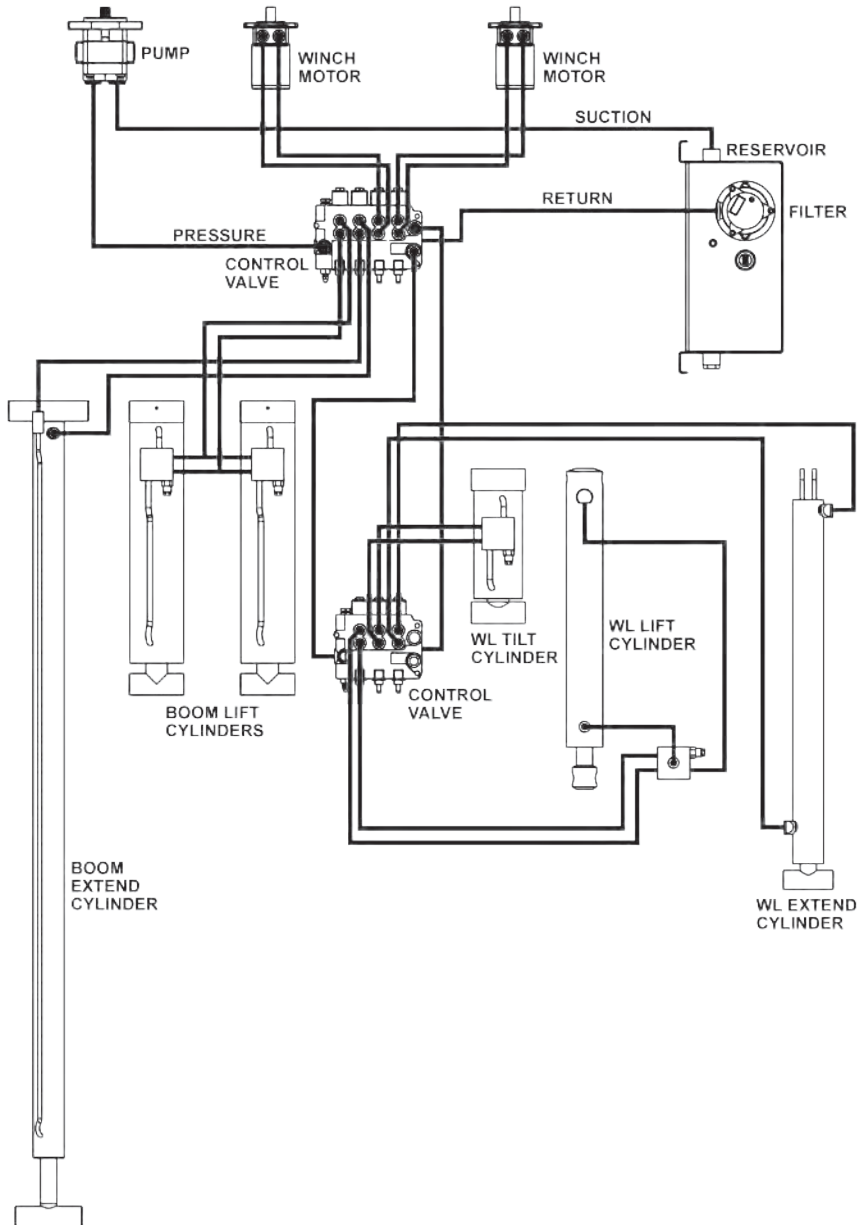 PUMP
WINCH
MOTOR
WINCH
MOTOR
SUCTION
RESERVOIR
RETURN
FILTER
PRESSURE
CONTROL
VALVE
WL TILT
CYLINDER
WL LIFT
CYLINDER
CONTROL
VALVE
BOOM LIFT
CYLINDERS
BOOM
EXTEND
CYLINDER
WL EXTEND
CYLINDER